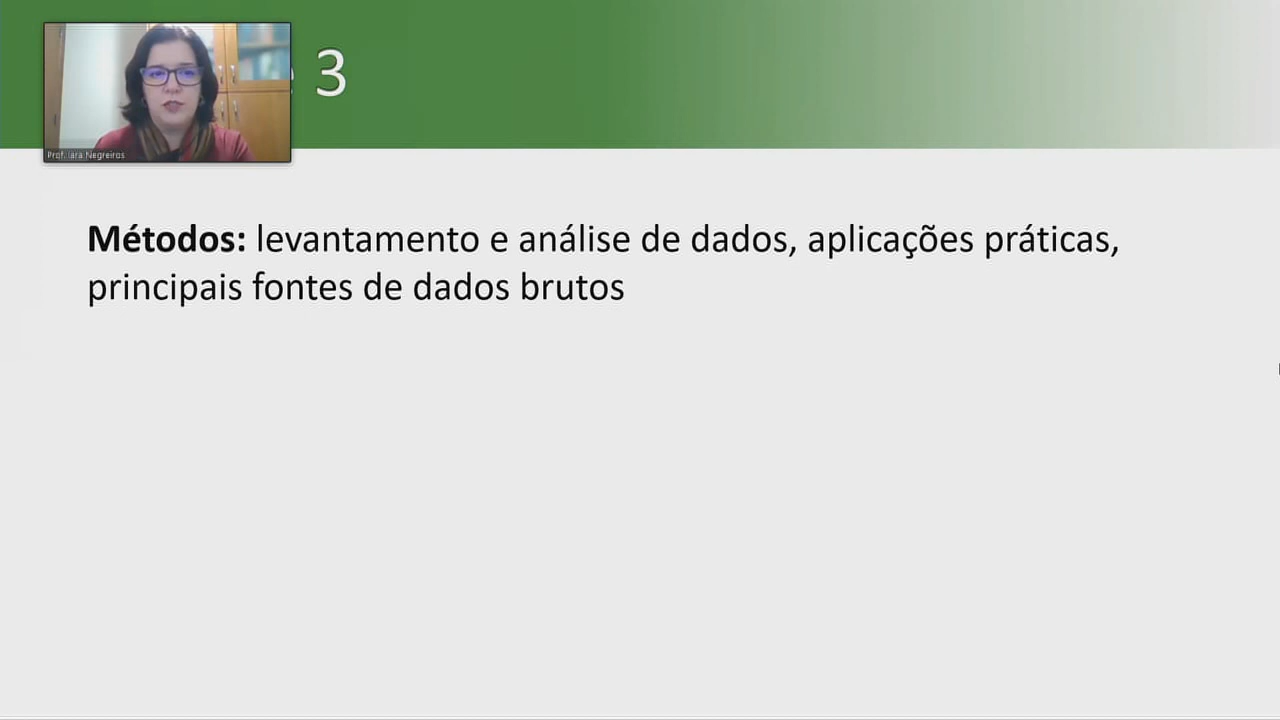 3
Prof. Iara Negreiros
Métodos: levantamento e análise de dados, aplicações práticas,
principais fontes de dados brutos